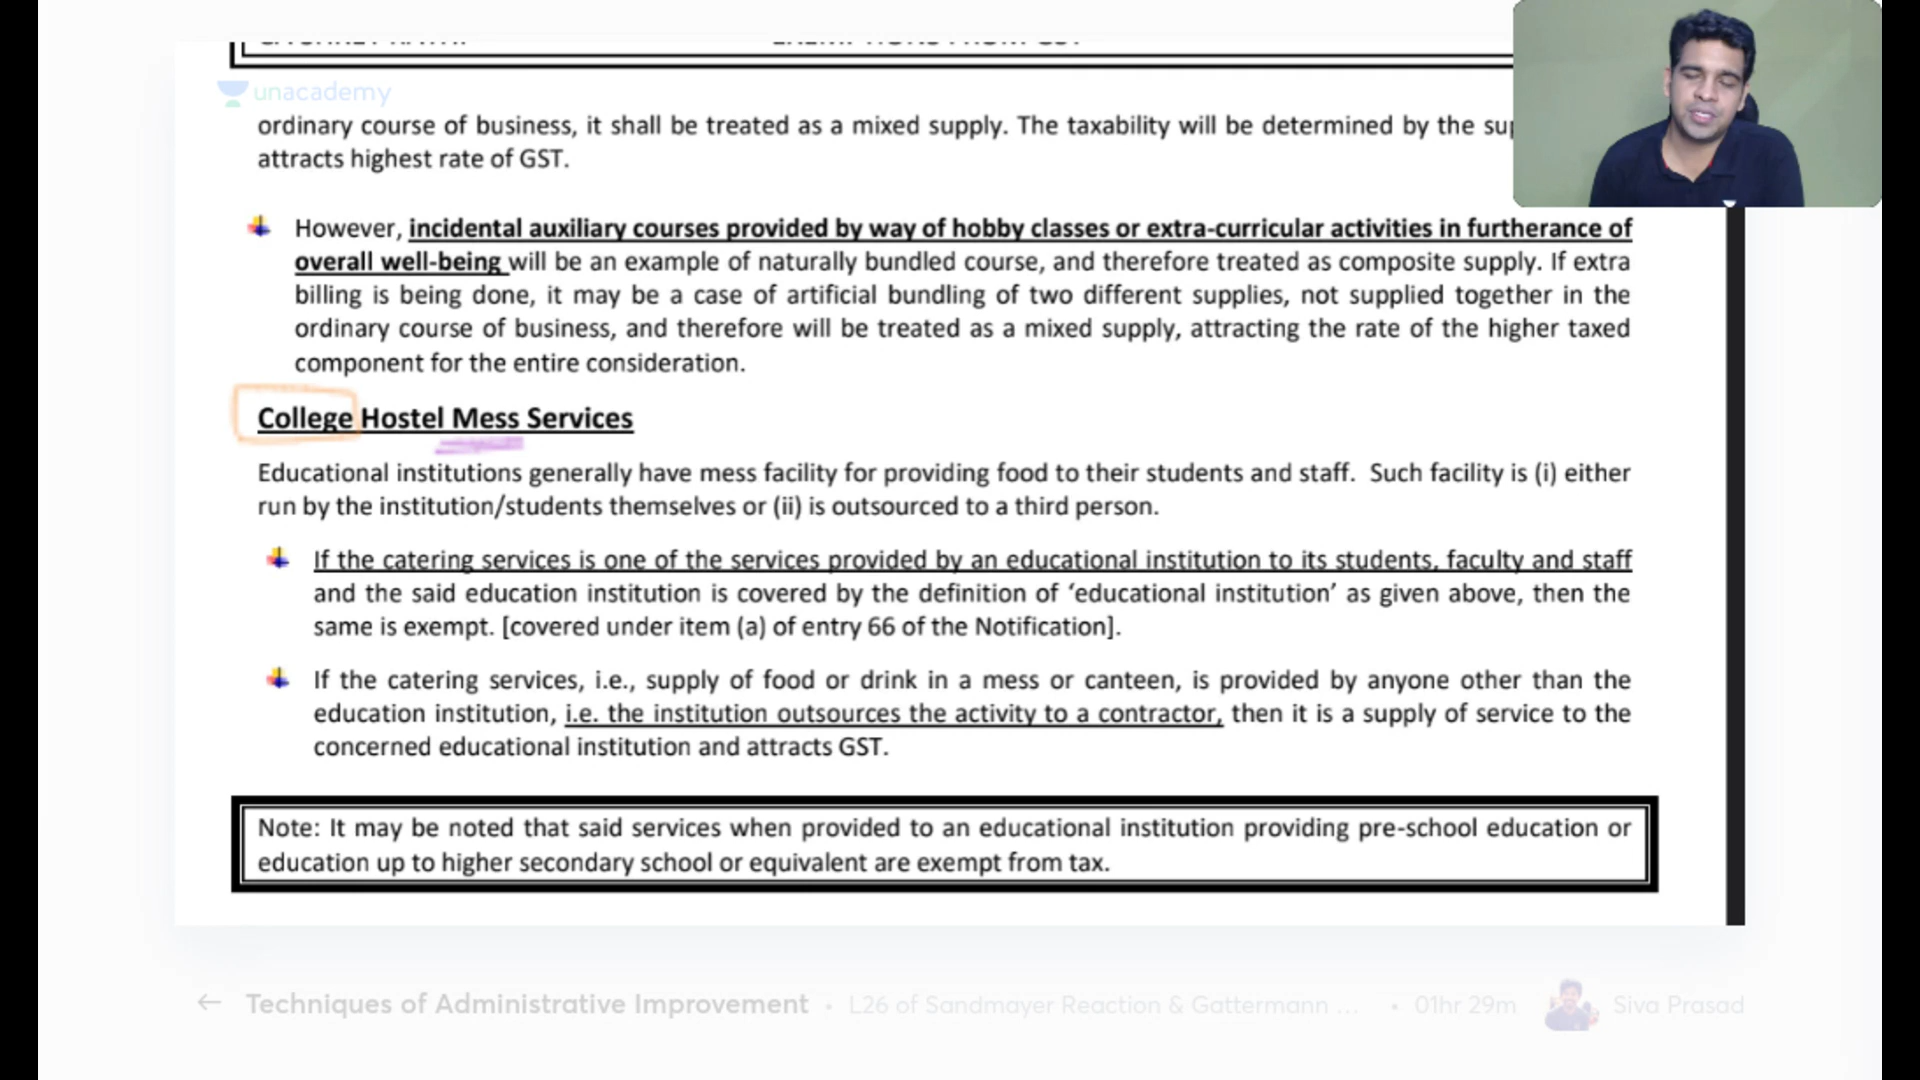 unacademy
ordinary course of business, it shall be treated as a mixed supply. The taxability will be determined by the
attracts highest rate of GST.
However, incidental auxiliary courses provided by way of hobby classes or extra-curricular activities in furtherance of
overall well-being will be an example of naturally bundled course, and therefore treated as composite supply. If extra
billing is being done, it may be a case of artificial bundling of two different supplies, not supplied together in the
ordinary course of business, and therefore will be treated as a mixed supply, attracting the rate of the higher taxed
component for the entire consideration.
College Hostel Mess Services
Educational institutions generally have mess facility for providing food to their students and staff. Such facility is (i) either
run by the institution/students themselves or (ii) is outsourced to a third person.
If the catering services is one of the services provided by an educational institution to its students, faculty and staff
and the said education institution is covered by the definition of ‘educational institution’ as given above, then the
same is exempt. [covered under item (a) of entry 66 of the Notification].
If the catering services, i.e., supply of food or drink in a mess or canteen, is provided by anyone other than the
education institution, i.e. the institution outsources the activity to a contractor, then it is a supply of service to the
concerned educational institution and attracts GST.
Note: It may be noted that said services when provided to an educational institution providing pre-school education or
education up to higher secondary school or equivalent are exempt from tax.
← Techniques of Administrative Improvement • L26 of Sandmayer Reaction & Gattermann ... • 01hr 29m Siva Prasad